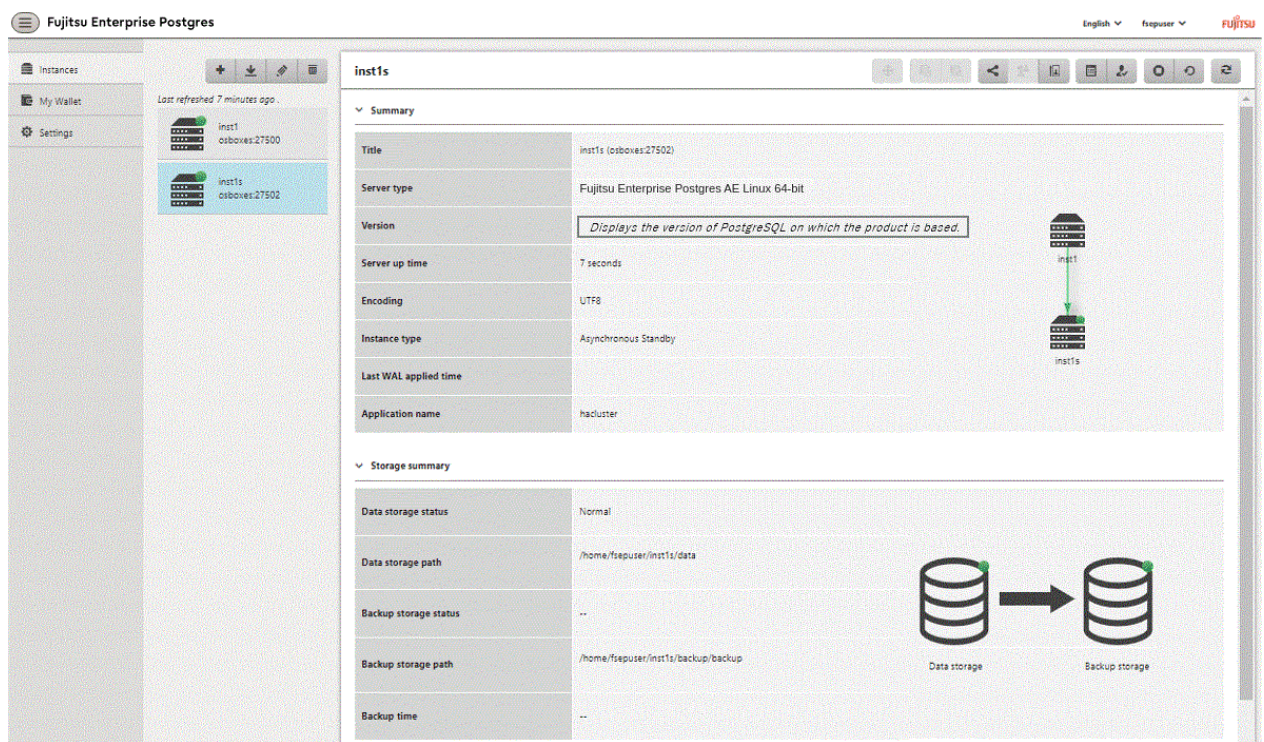 Fujitsu Enterprise Postgres
English
fsepuser
FUJITSU
Instances
My Wallet
Settings
Last refreshed 7 minutes ago .
inst1
osboxes:27500
inst1s
osboxes:27502
inst1s
Summary
Title inst1s (osboxes:27502)
Server type Fujitsu Enterprise Postgres AE Linux 64-bit
Version Displays the version of PostgreSQL on which the product is based.
Server up time 7 seconds
Encoding UTF8
Instance type Asynchronous Standby
Last WAL applied time
Application name hacluster
inst1
inst1s
Storage summary
Data storage status Normal
Data storage path /home/fsepuser/inst1s/data
Backup storage status --
Backup storage path /home/fsepuser/inst1s/backup/backup
Backup time --
Data storage
Backup storage